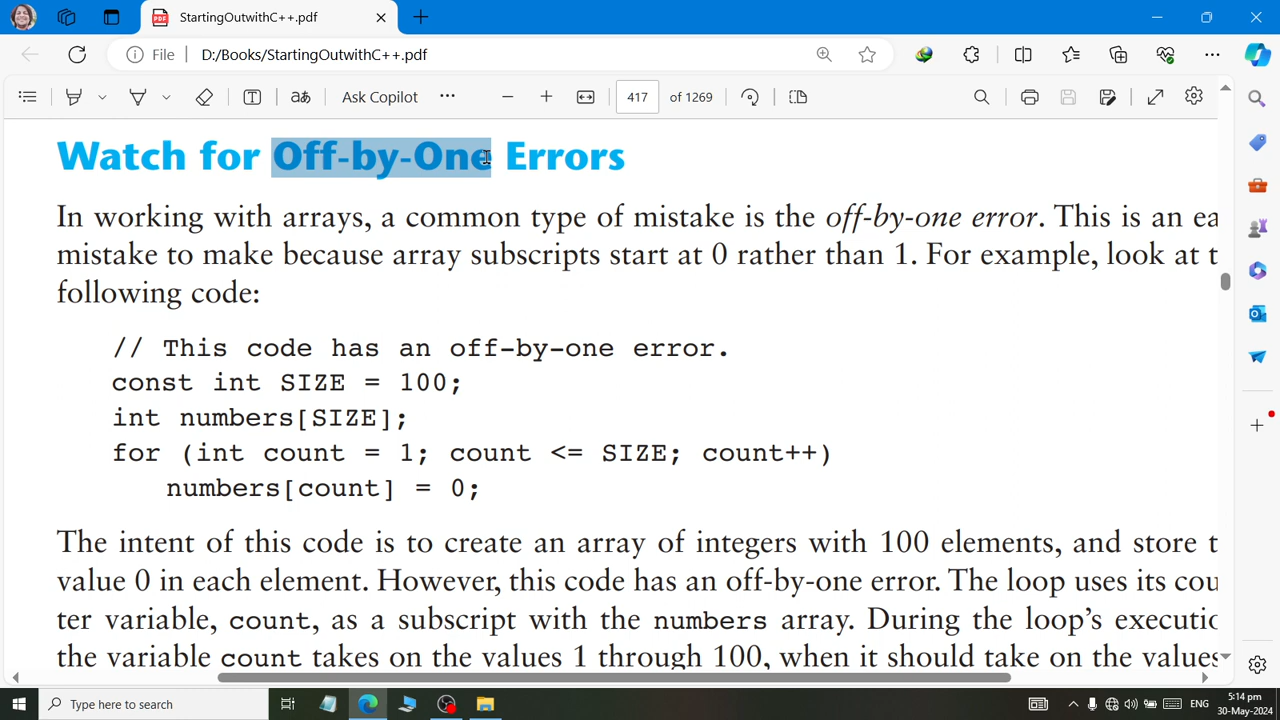 StartingOutwithC++.pdf
File
D:/Books/StartingOutwithC++.pdf
aあ
Ask Copilot
417 of 1269
Watch for Off-by-One Errors
In working with arrays, a common type of mistake is the off-by-one error. This is an ea
mistake to make because array subscripts start at 0 rather than 1. For example, look at t
following code:
// This code has an off-by-one error.
const int SIZE = 100;
int numbers[SIZE];
for (int count = 1; count <= SIZE; count++)
numbers[count] = 0;
The intent of this code is to create an array of integers with 100 elements, and store t
value 0 in each element. However, this code has an off-by-one error. The loop uses its cou
ter variable, count, as a subscript with the numbers array. During the loop's executio
the variable count takes on the values 1 through 100, when it should take on the values
Type here to search
ENG
5:14 pm
30-May-2024